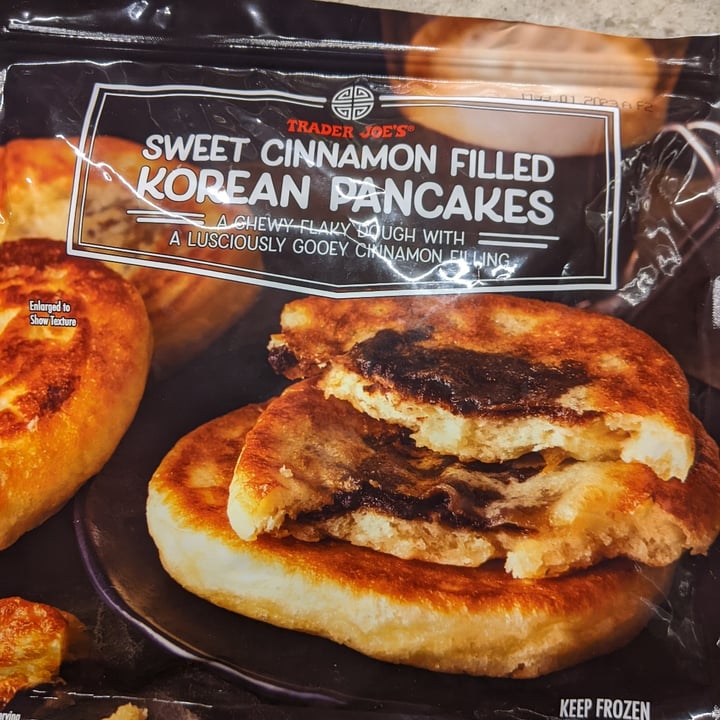 TRADER JOE'S®
SWEET CINNAMON FILLED
KOREAN PANCAKES
A CHEWY FLAKY DOUGH WITH
A LUSCIOUSLY GOOEY CINNAMON FILLING
Enlarged to
Show Texture
KEEP FROZEN